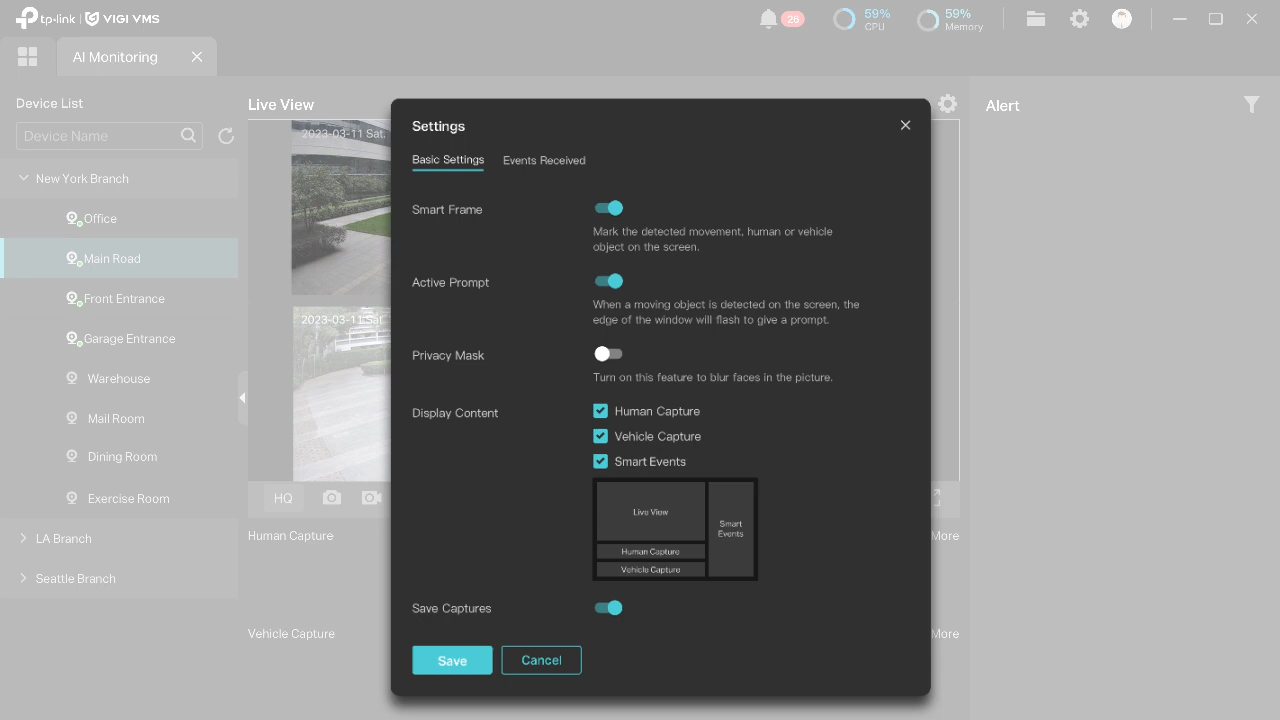 tp-link | VIGI VMS
26
59%
CPU
59%
Memory
AI Monitoring
Device List
Live View
Alert
Device Name
2023-03-11 Sat.
New York Branch
Office
Main Road
Front Entrance
Garage Entrance
Warehouse
Mail Room
Dining Room
Exercise Room
LA Branch
Seattle Branch
2023-03-11 Sat
HQ
Human Capture
More
Vehicle Capture
More
Settings
Basic Settings
Events Received
Smart Frame
Mark the detected movement, human or vehicle
object on the screen.
Active Prompt
When a moving object is detected on the screen, the
edge of the window will flash to give a prompt.
Privacy Mask
Turn on this feature to blur faces in the picture.
Display Content
Human Capture
Vehicle Capture
Smart Events
Live View
Smart
Events
Human Capture
Vehicle Capture
Save Captures
Save
Cancel